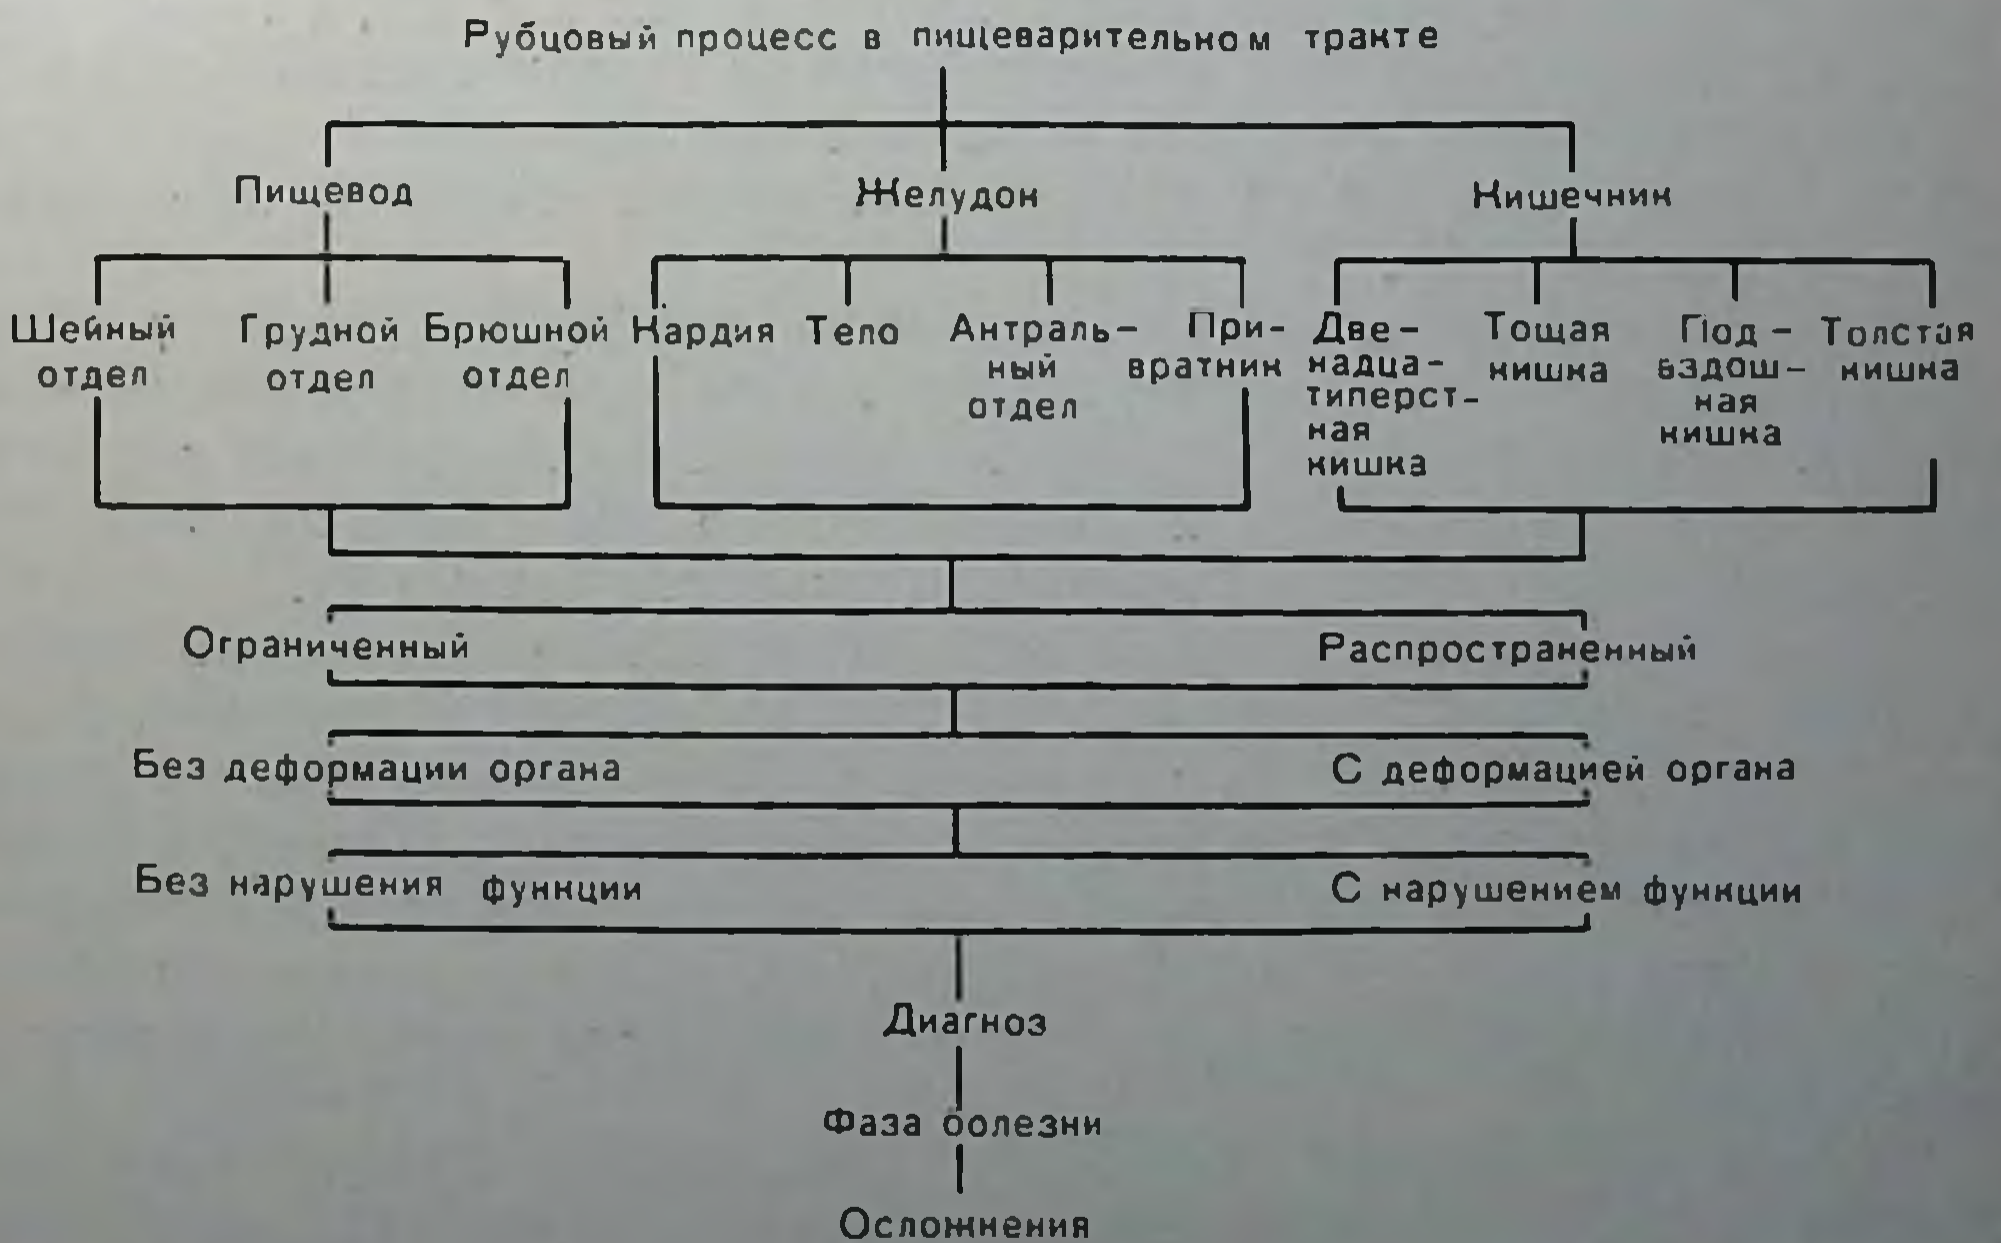 Рубцовый процесс в пищеварительном тракте
Пищевод
Желудок
Кишечник
Шейный
отдел
Грудной
отдел
Брюшной
отдел
Кардия
Тело
Антраль-
ный
отдел
При-
вратник
Две-
надца-
типерст-
ная
кишка
Тощая
кишка
Под-
вздош-
ная
кишка
Толстая
кишка
Ограниченный
Распространенный
Без деформации органа
С деформацией органа
Без нарушения функции
С нарушением функции
Диагноз
Фаза болезни
Осложнения